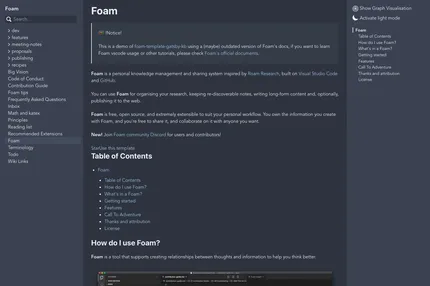 Foam
Search...
dev
features
meeting-notes
proposals
publishing
recipes
Big Vision
Code of Conduct
Contribution Guide
Foam tips
Frequently Asked Questions
Inbox
Math and katex
Principles
Reading list
Recommended Extensions
Foam
Terminology
Todo
Wiki Links
Foam
!Notice!
This is a demo of foam-template-gatsby-kb using a (maybe) outdated version of Foam's docs, if you want to learn
Foam vscode usage or other tutorials, please check Foam's official documents.
Foam is a personal knowledge management and sharing system inspired by Roam Research, built on Visual Studio Code
and GitHub.
You can use Foam for organising your research, keeping re-discoverable notes, writing long-form content and, optionally,
publishing it to the web.
Foam is free, open source, and extremely extensible to suit your personal workflow. You own the information you create
with Foam, and you're free to share it, and collaborate on it with anyone you want.
New! Join Foam community Discord for users and contributors!
Star/use this template
Table of Contents
Foam
Table of Contents
How do I use Foam?
What's in a Foam?
Getting started
Features
Call To Adventure
Thanks and attribution
License
How do I use Foam?
Foam is a tool that supports creating relationships between thoughts and information to help you think better.
Show Graph Visualisation
Activate light mode
Foam
Table of Contents
How do I use Foam?
What's in a Foam?
Getting started
Features
Call To Adventure
Thanks and attribution
License